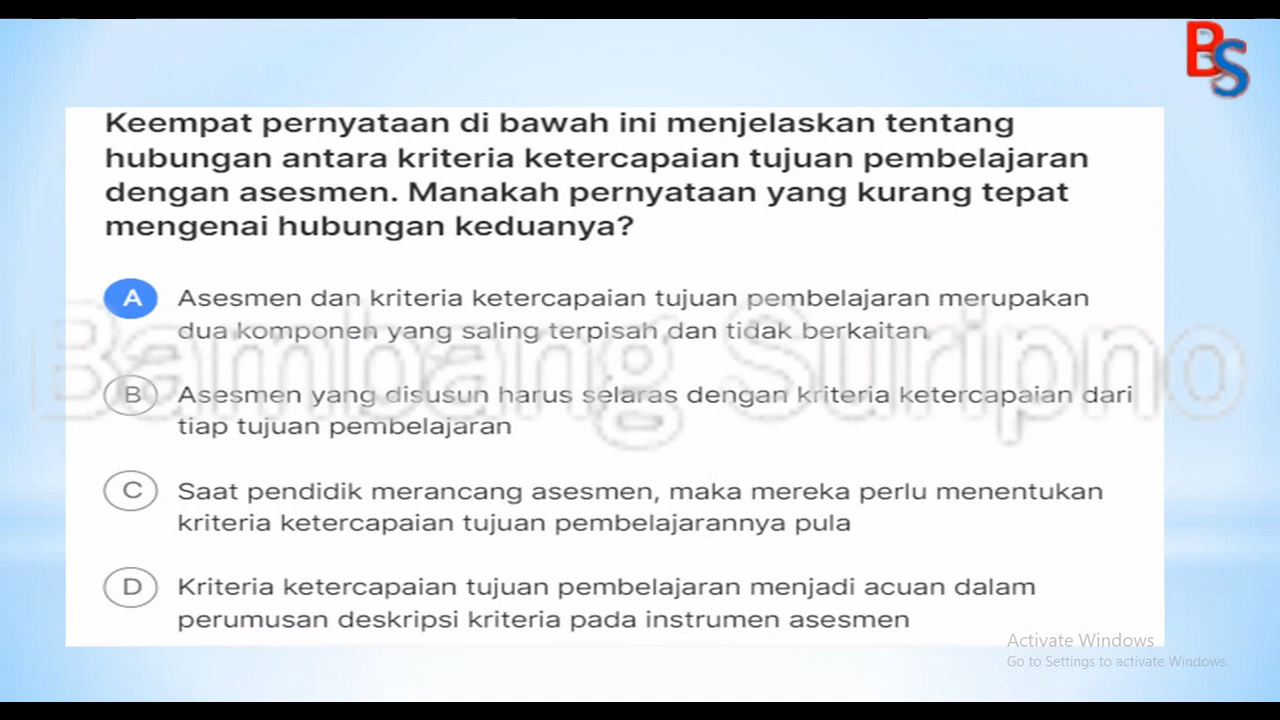 BS
Keempat pernyataan di bawah ini menjelaskan tentang
hubungan antara kriteria ketercapaian tujuan pembelajaran
dengan asesmen. Manakah pernyataan yang kurang tepat
mengenai hubungan keduanya?
A Asesmen dan kriteria ketercapaian tujuan pembelajaran merupakan
dua komponen yang saling terpisah dan tidak berkaitan
Bambang Suripno
B Asesmen yang disusun harus selaras dengan kriteria ketercapaian dari
tiap tujuan pembelajaran
C Saat pendidik merancang asesmen, maka mereka perlu menentukan
kriteria ketercapaian tujuan pembelajarannya pula
D Kriteria ketercapaian tujuan pembelajaran menjadi acuan dalam
perumusan deskripsi kriteria pada instrumen asesmen
Activate Windows
Go to Settings to activate Windows.